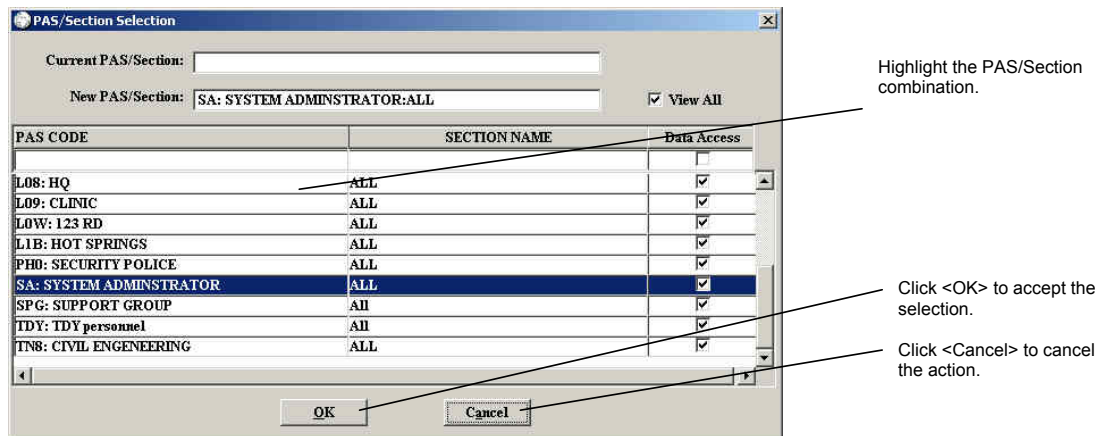 PAS/Section Selection
Current PAS/Section:
New PAS/Section: SA: SYSTEM ADMINSTRATOR:ALL View All
PAS CODE SECTION NAME Data Access
L08: HQ ALL
L09: CLINIC ALL
L0W: 123 RD ALL
L1B: HOT SPRINGS ALL
PH0: SECURITY POLICE ALL
SA: SYSTEM ADMINSTRATOR ALL
SPG: SUPPORT GROUP All
TDY: TDY personnel All
TN8: CIVIL ENGENEERING ALL
OK Cancel
Highlight the PAS/Section
combination.
Click <OK> to accept the
selection.
Click <Cancel> to cancel
the action.